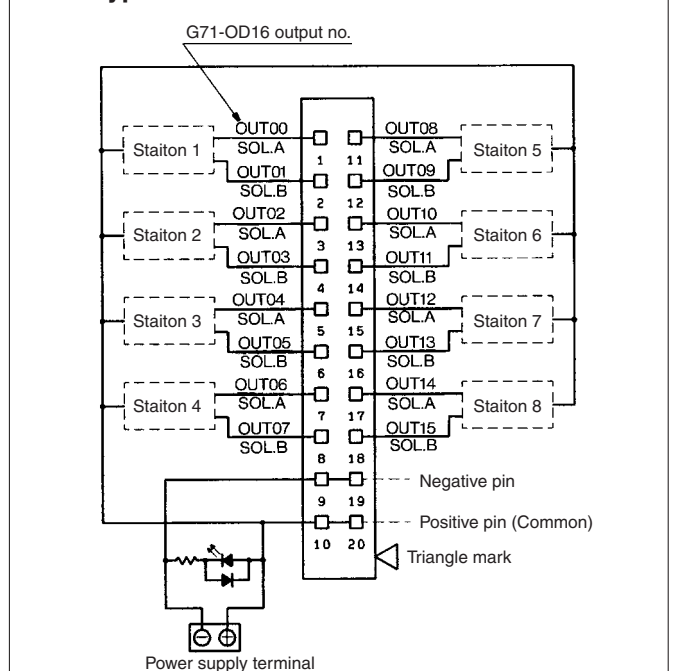 G71-OD16 output no.
OUT00
SOL.A
Staiton 1
OUT01
SOL.B
OUT02
SOL.A
Staiton 2
OUT03
SOL.B
OUT04
SOL.A
Staiton 3
OUT05
SOL.B
OUT06
SOL.A
Staiton 4
OUT07
SOL.B
1 11
2 12
3 13
4 14
5 15
6 16
7 17
8 18
9 19
10 20
OUT08
SOL.A
Staiton 5
OUT09
SOL.B
OUT10
SOL.A
Staiton 6
OUT11
SOL.B
OUT12
SOL.A
Staiton 7
OUT13
SOL.B
OUT14
SOL.A
Staiton 8
OUT15
SOL.B
Negative pin
Positive pin (Common)
Triangle mark
Power supply terminal